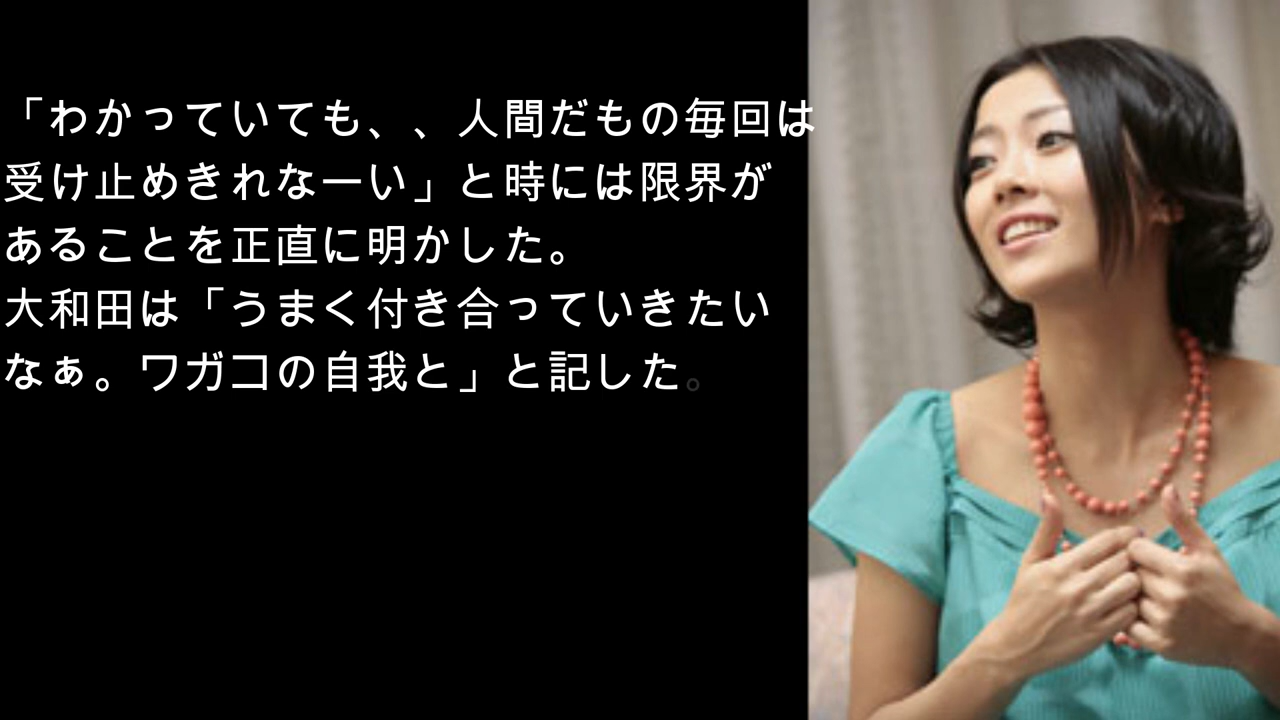 「わかっていても、、人間だもの毎回は
受け止めきれなーい」と時には限界が
あることを正直に明かした。
大和田は「うまく付き合っていきたい
なぁ。ワガコの自我と」と記した。